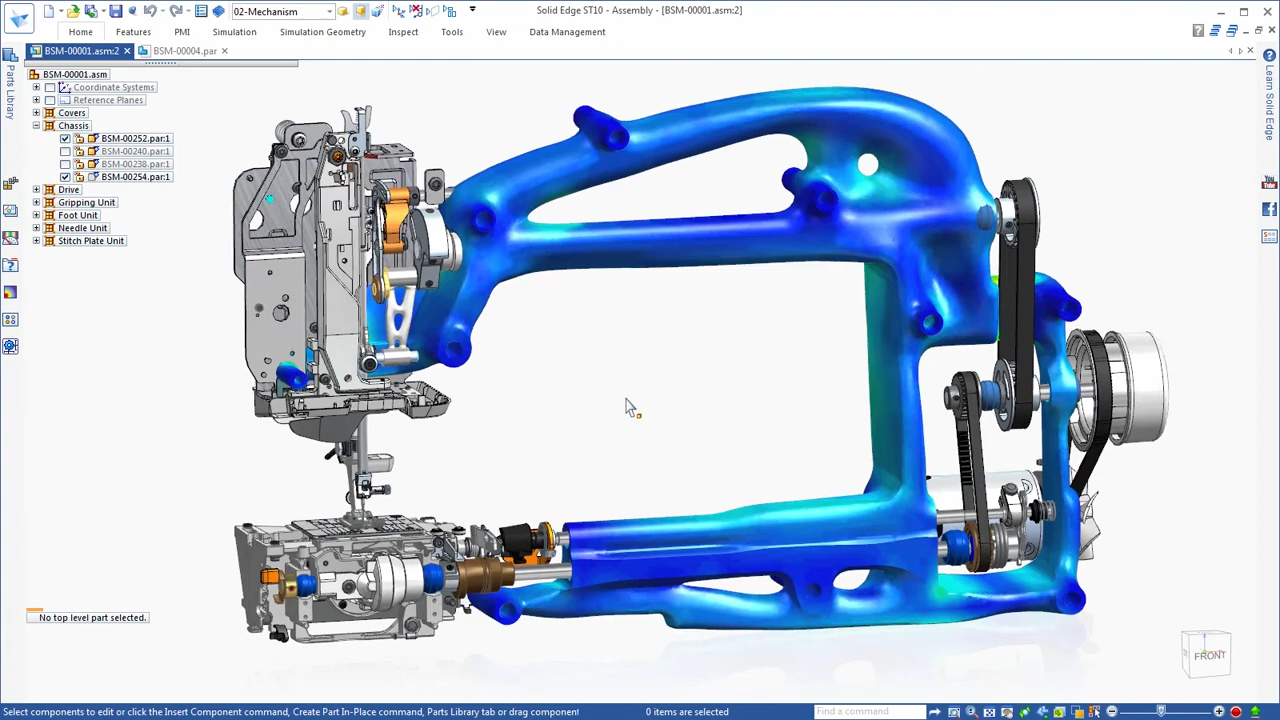 02-Mechanism
Solid Edge ST10 - Assembly - [BSM-00001.asm:2]
Home
Features
PMI
Simulation
Simulation Geometry
Inspect
Tools
View
Data Management
BSM-00001.asm:2
BSM-00004.par
BSM-00001.asm
Coordinate Systems
Reference Planes
Covers
Chassis
BSM-00252.par:1
BSM-00240.par:1
BSM-00238.par:1
BSM-00254.par:1
Drive
Gripping Unit
Foot Unit
Needle Unit
Stitch Plate Unit
Parts Library
Learn Solid Edge
You
Tube
No top level part selected.
FRONT
Select components to edit or click the Insert Component command, Create Part In-Place command, Parts Library tab or drag component
0 items are selected
Find a command